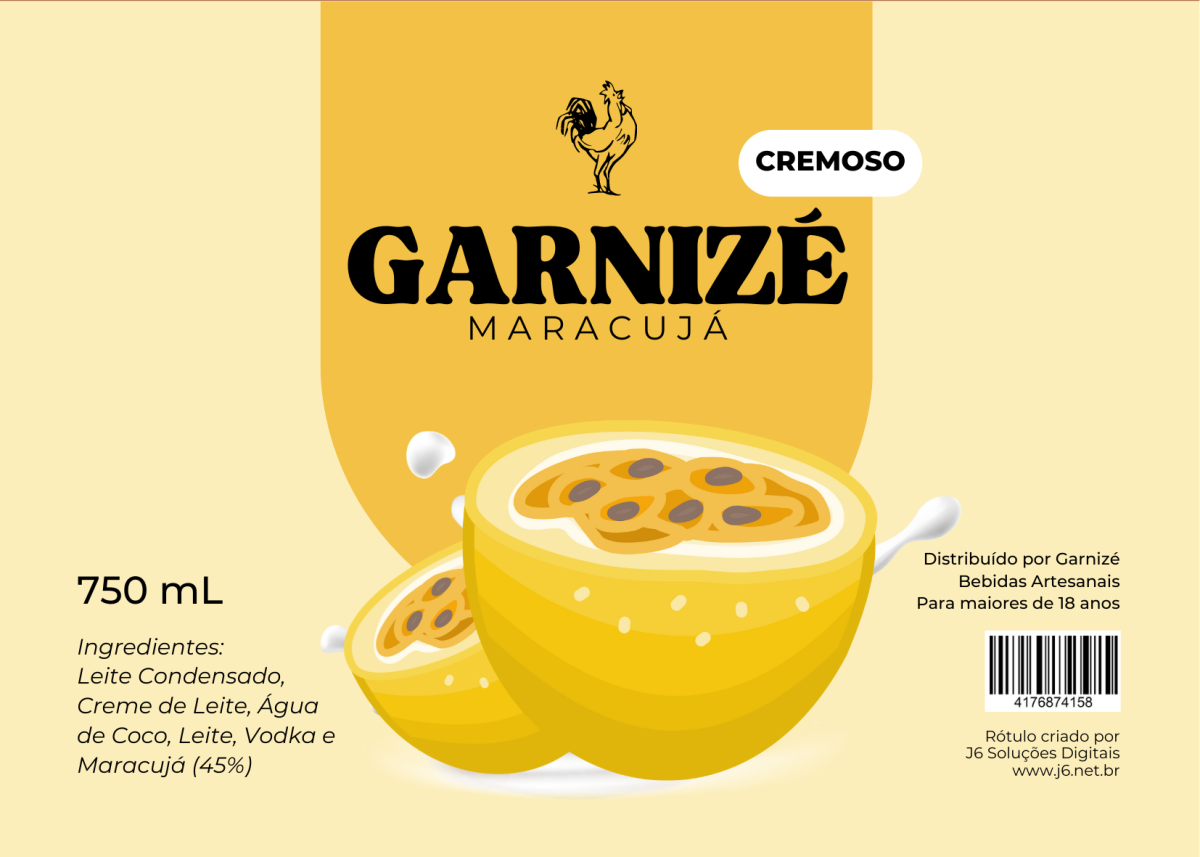 CREMOSO
GARNIZÉ
MARACUJÁ
750 mL
Ingredientes:
Leite Condensado,
Creme de Leite, Água
de Coco, Leite, Vodka e
Maracujá (45%)
Distribuído por Garnizé
Bebidas Artesanais
Para maiores de 18 anos
4176874158
Rótulo criado por
J6 Soluções Digitais
www.j6.net.br